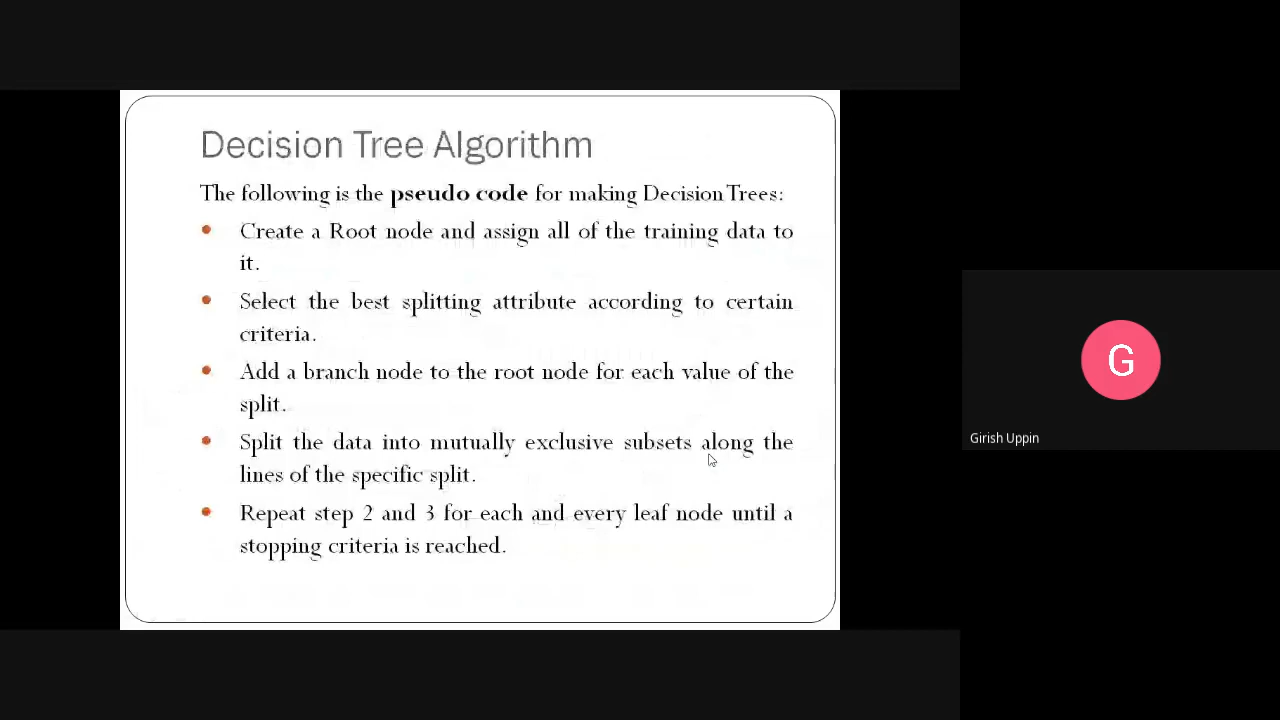 Decision Tree Algorithm
The following is the pseudo code for making Decision Trees:
Create a Root node and assign all of the training data to
it.
Select the best splitting attribute according to certain
criteria.
Add a branch node to the root node for each value of the
split.
Split the data into mutually exclusive subsets along the
lines of the specific split.
Repeat step 2 and 3 for each and every leaf node until a
stopping criteria is reached.
G
Girish Uppin